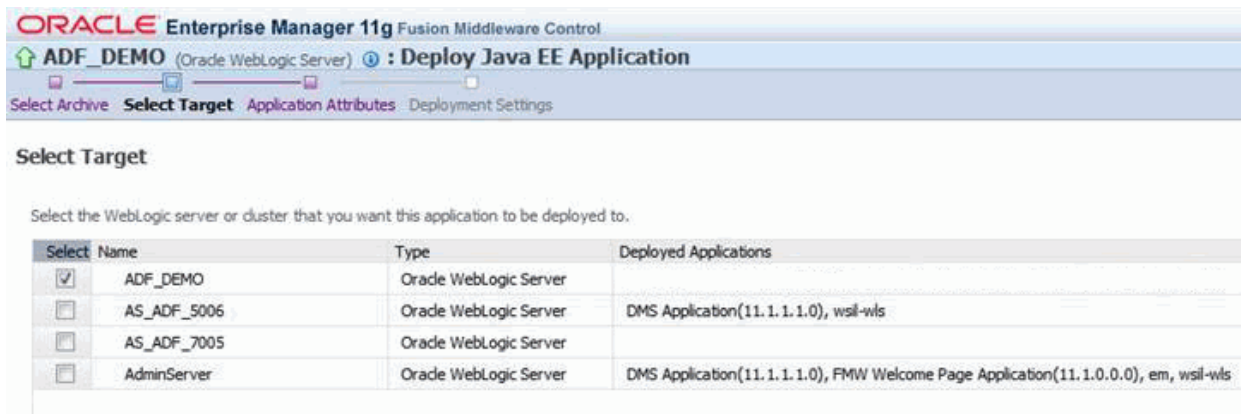 ORACLE Enterprise Manager 11g Fusion Middleware Control
ADF_DEMO (Oracle WebLogic Server) : Deploy Java EE Application
Select Archive Select Target Application Attributes Deployment Settings
Select Target
Select the WebLogic server or cluster that you want this application to be deployed to.
Select Name Type Deployed Applications
ADF_DEMO Oracle WebLogic Server
AS_ADF_5006 Oracle WebLogic Server DMS Application(11.1.1.1.0), wsil-wls
AS_ADF_7005 Oracle WebLogic Server
AdminServer Oracle WebLogic Server DMS Application(11.1.1.1.0), FMW Welcome Page Application(11.1.0.0.0), em, wsil-wls